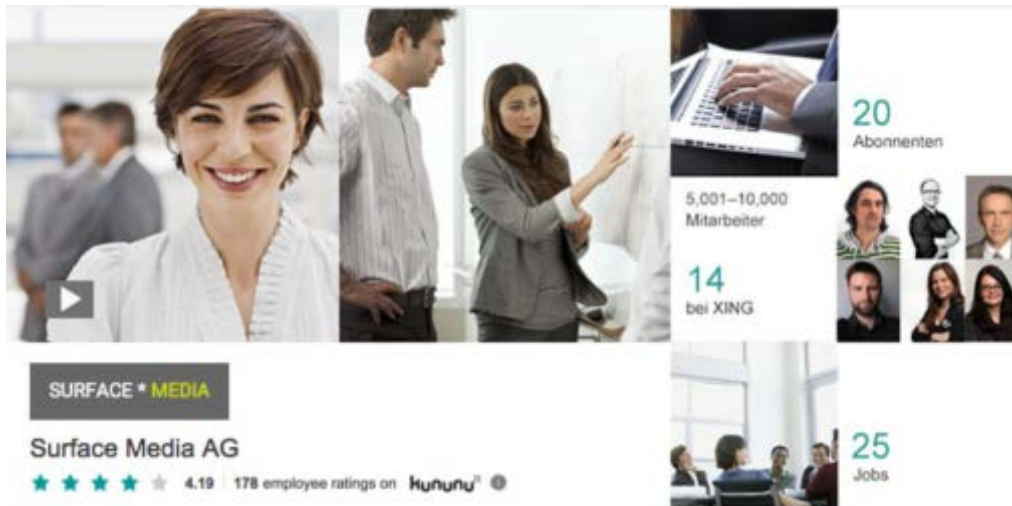 20
Abonnenten
5,001–10,000
Mitarbeiter
14
bei XING
SURFACE * MEDIA
Surface Media AG
4.19 178 employee ratings on kununu
25
Jobs